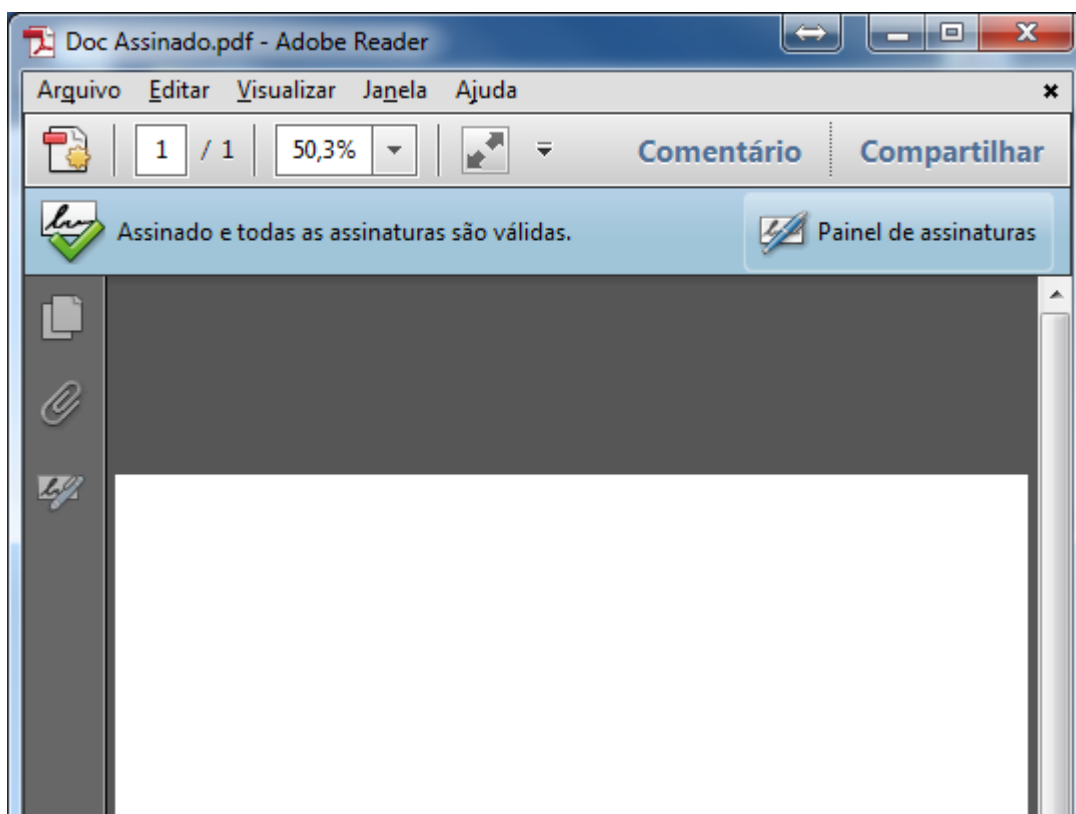 Doc Assinado.pdf - Adobe Reader
Arquivo Editar Visualizar Janela Ajuda
1 / 1 50,3% Comentário Compartilhar
Assinado e todas as assinaturas são válidas. Painel de assinaturas